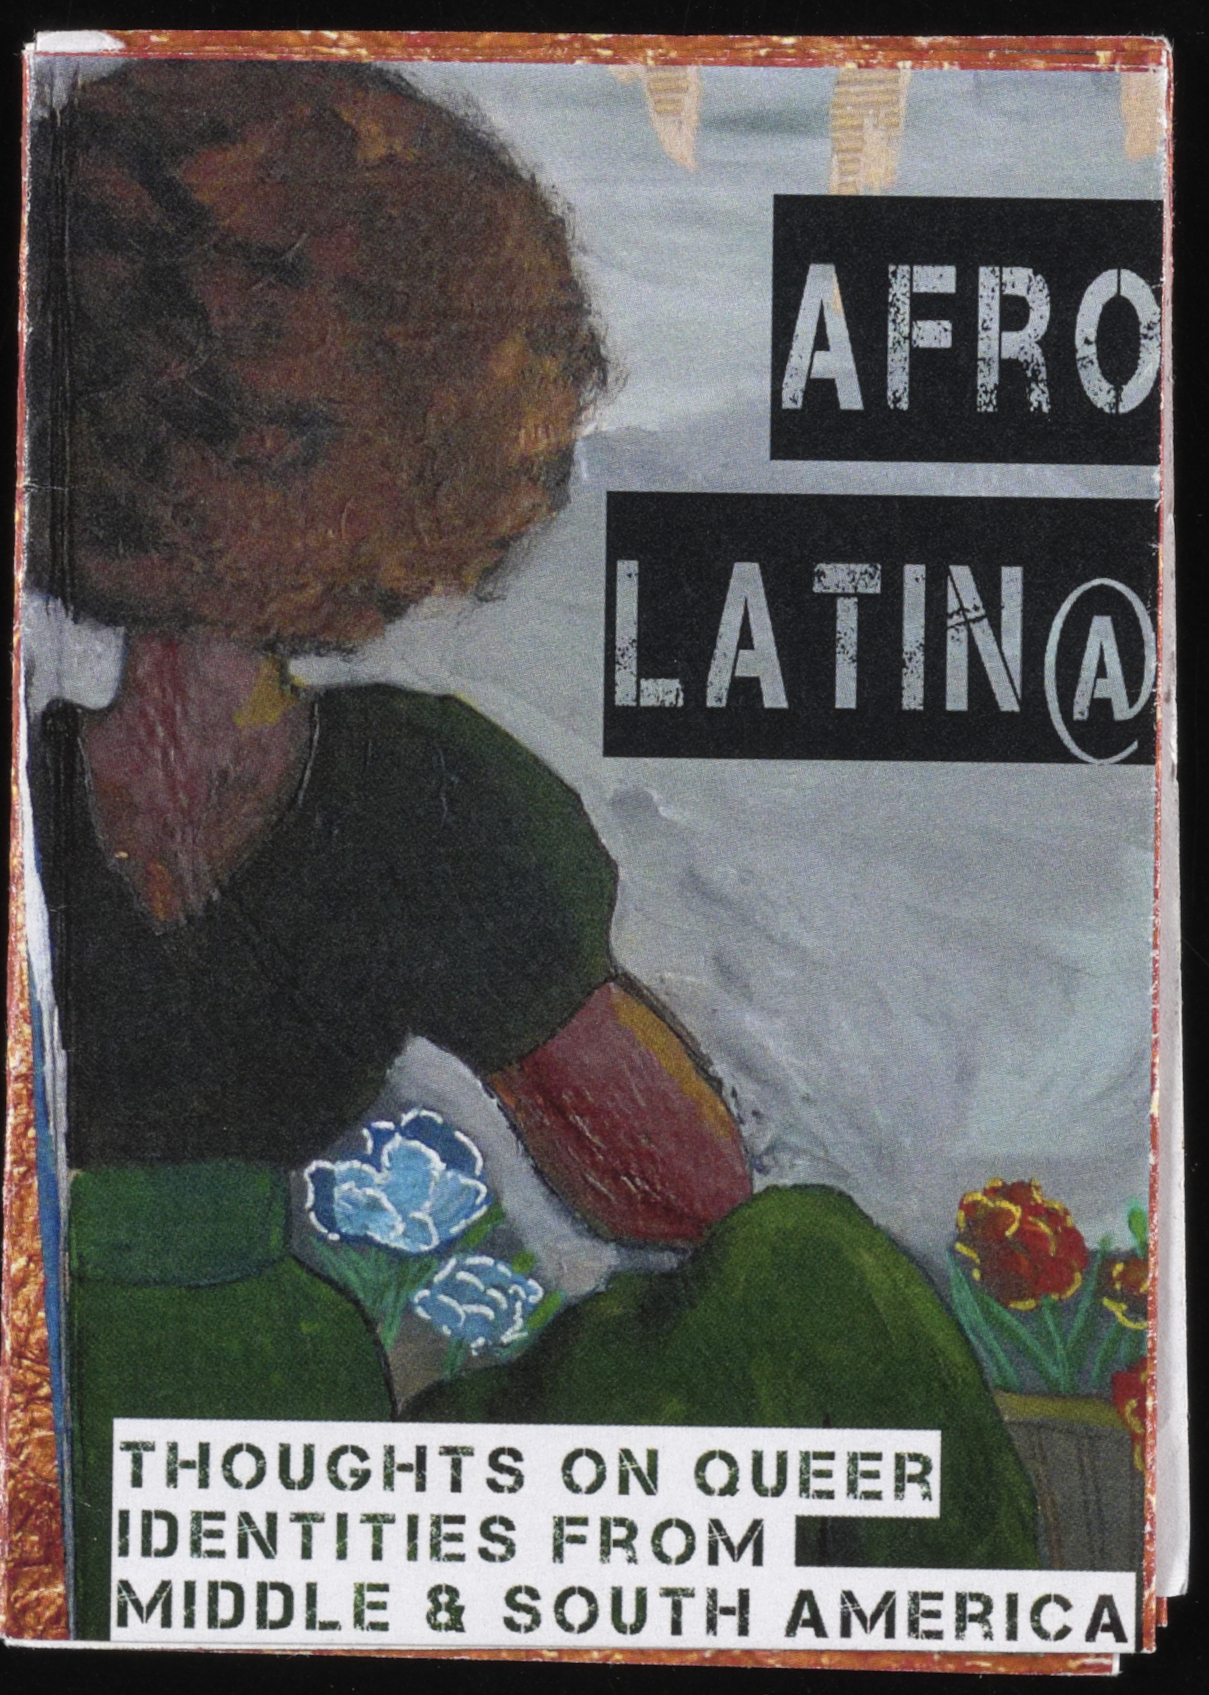 AFRO
LATIN@
THOUGHTS ON QUEER
IDENTITIES FROM
MIDDLE & SOUTH AMERICA